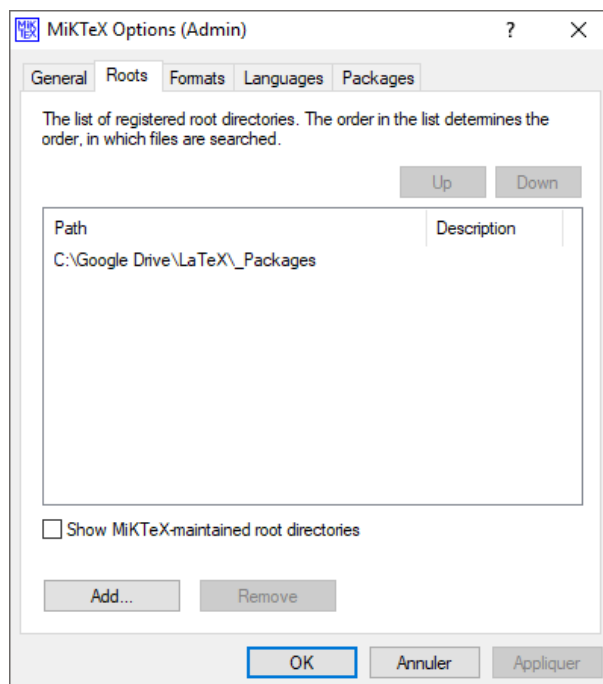 MiKTeX Options (Admin)
General Roots Formats Languages Packages
The list of registered root directories. The order in the list determines the
order, in which files are searched.
Up Down
Path Description
C:\Google Drive\LaTeX\_Packages
Show MiKTeX-maintained root directories
Add... Remove
OK Annuler Appliquer